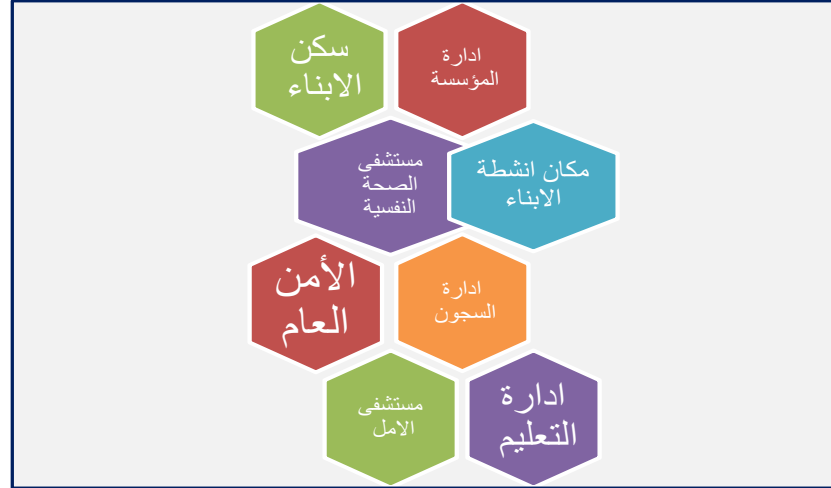 ادارة
المؤسسة
سكن
الابناء
مكان انشطة
الابناء
مستشفى
الصحة
النفسية
ادارة
السجون
الأمن
العام
ادارة
التعليم
مستشفى
الامل